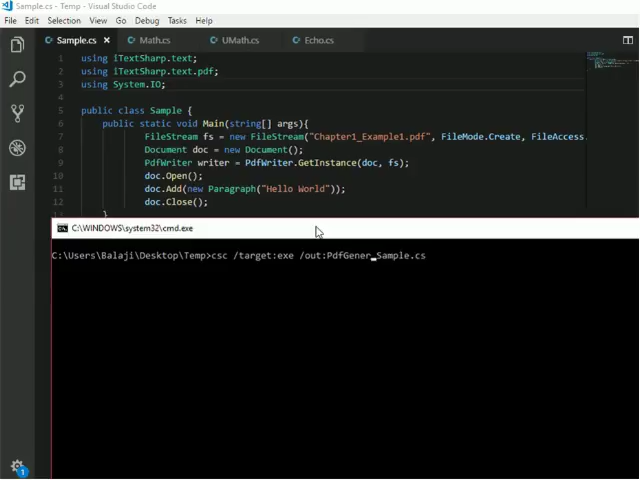 Sample.cs - Temp - Visual Studio Code
File Edit Selection View Go Debug Tasks Help
Sample.cs Math.cs UMath.cs Echo.cs
1 using iTextSharp.text;
2 using iTextSharp.text.pdf;
3 using System.IO;
4
5 public class Sample {
6 public static void Main(string[] args){
7 FileStream fs = new FileStream("Chapter1_Example1.pdf", FileMode.Create, FileAccess.
8 Document doc = new Document();
9 PdfWriter writer = PdfWriter.GetInstance(doc, fs);
10 doc.Open();
11 doc.Add(new Paragraph("Hello World"));
12 doc.Close();
}
C:\WINDOWS\system32\cmd.exe
C:\Users\Balaji\Desktop\Temp>csc /target:exe /out:PdfGener_Sample.cs
1